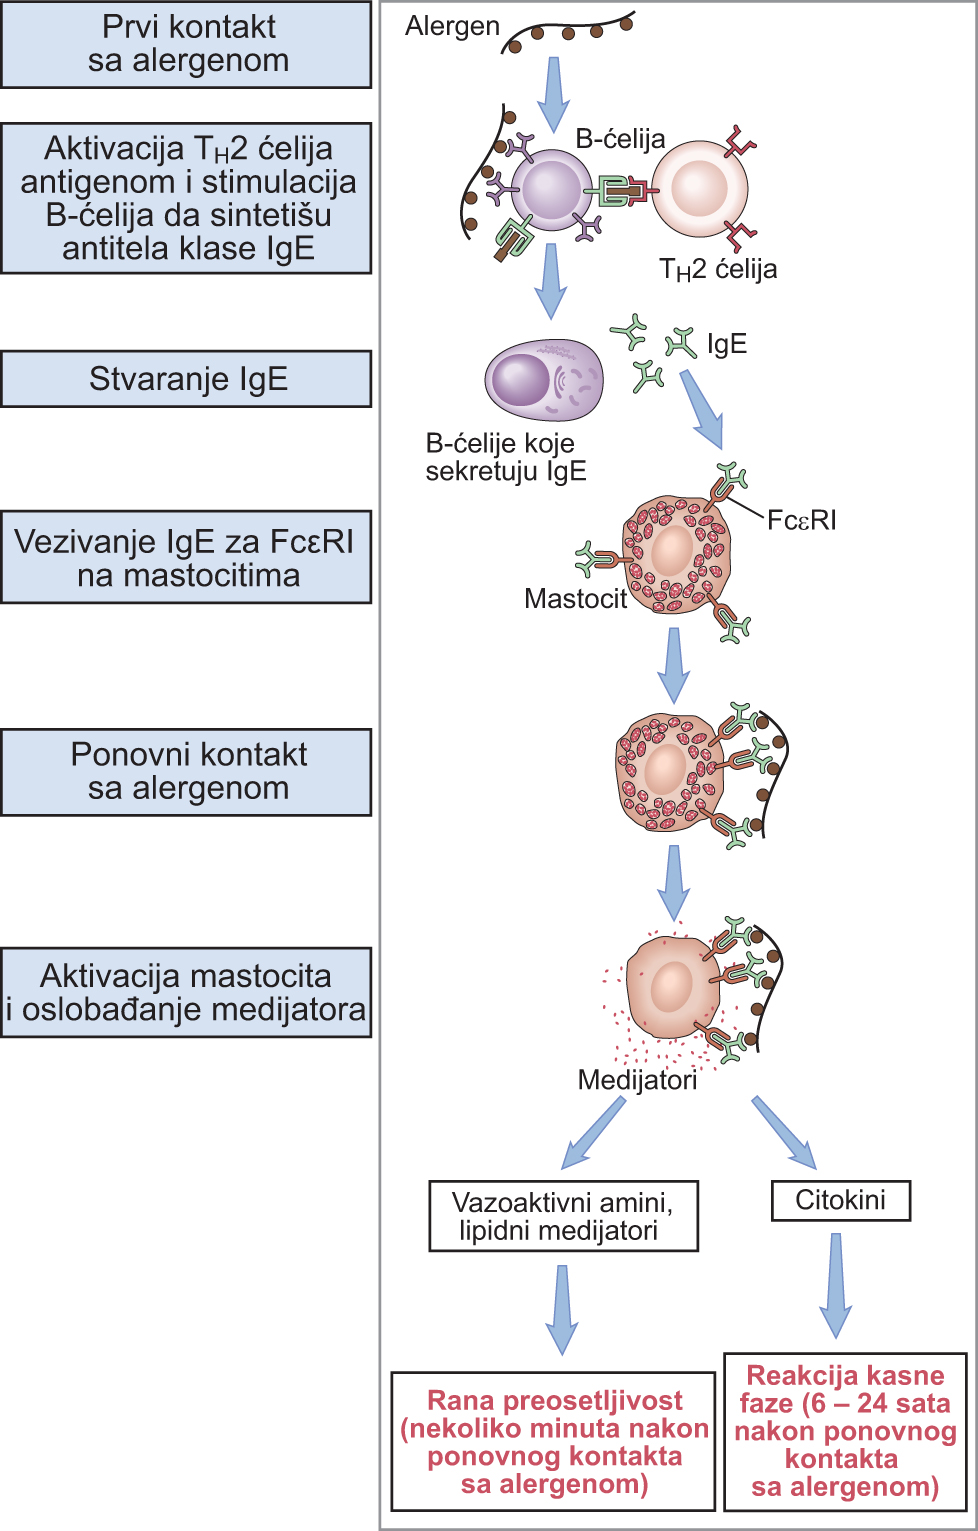 Prvi kontakt
sa alergenom
Alergen
Aktivacija TH2 ćelija
antigenom i stimulacija
B-ćelija da sintetišu
antitela klase IgE
B-ćelija
TH2 ćelija
Stvaranje IgE
IgE
B-ćelije koje
sekretuju IgE
Vezivanje IgE za FcεRI
na mastocitima
FcεRI
Mastocit
Ponovni kontakt
sa alergenom
Aktivacija mastocita
i oslobađanje medijatora
Medijatori
Vazoaktivni amini,
lipidni medijatori
Citokini
Rana preosetljivost
(nekoliko minuta nakon
ponovnog kontakta
sa alergenom)
Reakcija kasne
faze (6 – 24 sata
nakon ponovnog
kontakta
sa alergenom)